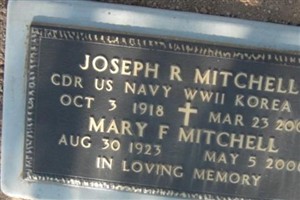 JOSEPH R MITCHELL
CDR US NAVY WWII KOREA
OCT 3 1918 ✝ MAR 23
MARY F MITCHELL
AUG 30 1923 MAY 5
IN LOVING MEMORY